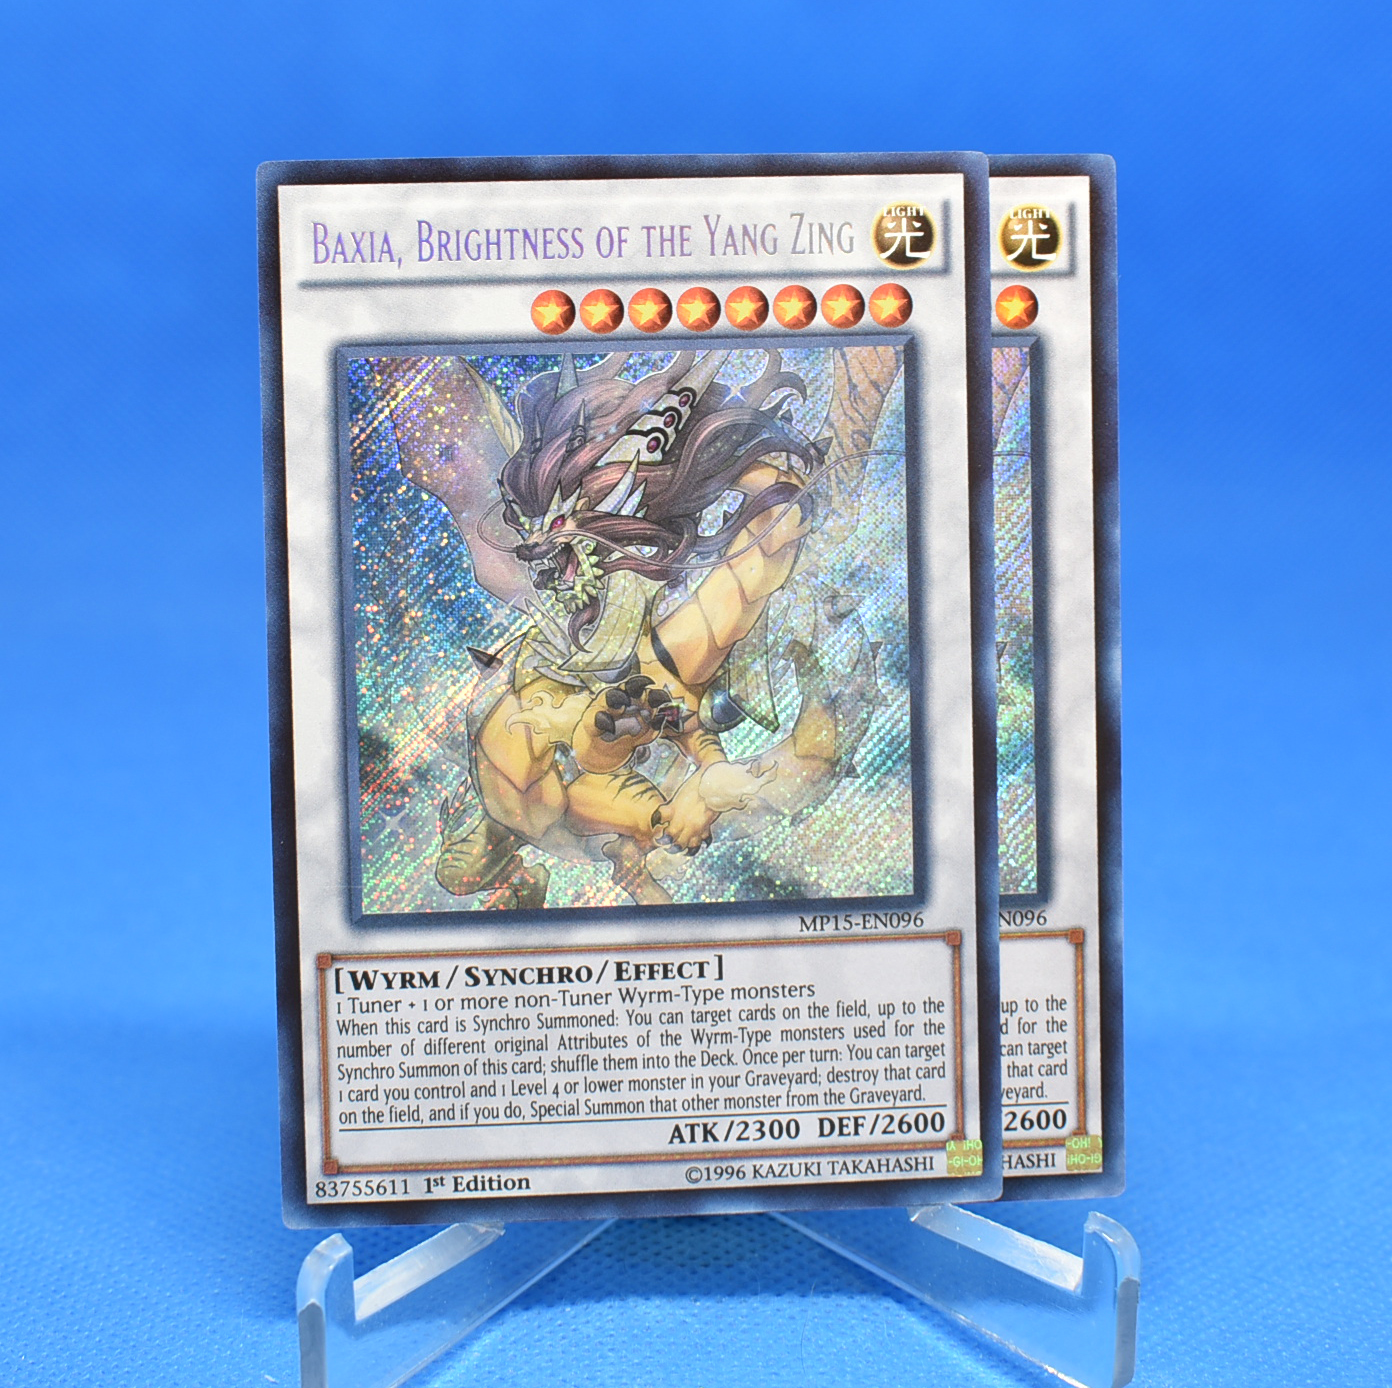 BAXIA, BRIGHTNESS OF THE YANG ZING
LIGHT
光
MP15-EN096
[WYRM/SYNCHRO/EFFECT]
1 Tuner + 1 or more non-Tuner Wyrm-Type monsters
When this card is Synchro Summoned: You can target cards on the field, up to the
number of different original Attributes of the Wyrm-Type monsters used for the
Synchro Summon of this card; shuffle them into the Deck. Once per turn: You can target
1 card you control and 1 Level 4 or lower monster in your Graveyard; destroy that card
on the field, and if you do, Special Summon that other monster from the Graveyard.
ATK/2300 DEF/2600
83755611 1st Edition
©1996 KAZUKI TAKAHASHI
LIGHT
光
N096
up to the
d for the
can target
that card
veyard.
2600
HASHI